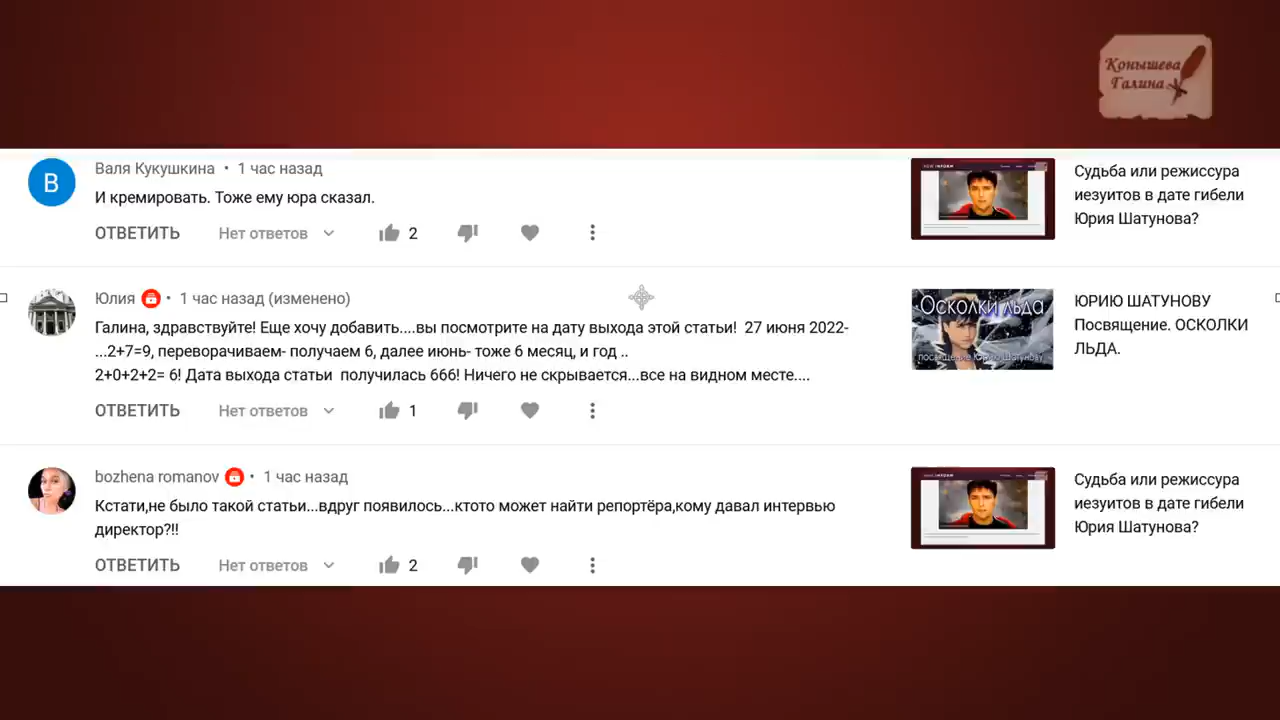 Конышева
Галина
В
Валя Кукушкина • 1 час назад
И кремировать. Тоже ему юра сказал.
ОТВЕТИТЬ Нет ответов 2
Судьба или режиссура
иезуитов в дате гибели
Юрия Шатунова?
Юлия • 1 час назад (изменено)
Галина, здравствуйте! Еще хочу добавить....вы посмотрите на дату выхода этой статьи! 27 июня 2022-
...2+7=9, переворачиваем- получаем 6, далее июнь- тоже 6 месяц, и год ..
2+0+2+2= 6! Дата выхода статьи получилась 666! Ничего не скрывается...все на видном месте....
ОТВЕТИТЬ Нет ответов 1
Осколки льда
посвящение Юрию Шатунову
ЮРИЮ ШАТУНОВУ
Посвящение. ОСКОЛКИ
ЛЬДА.
bozhena romanov • 1 час назад
Кстати,не было такой статьи...вдруг появилось...ктото может найти репортёра,кому давал интервью
директор?!!
ОТВЕТИТЬ Нет ответов 2
Судьба или режиссура
иезуитов в дате гибели
Юрия Шатунова?